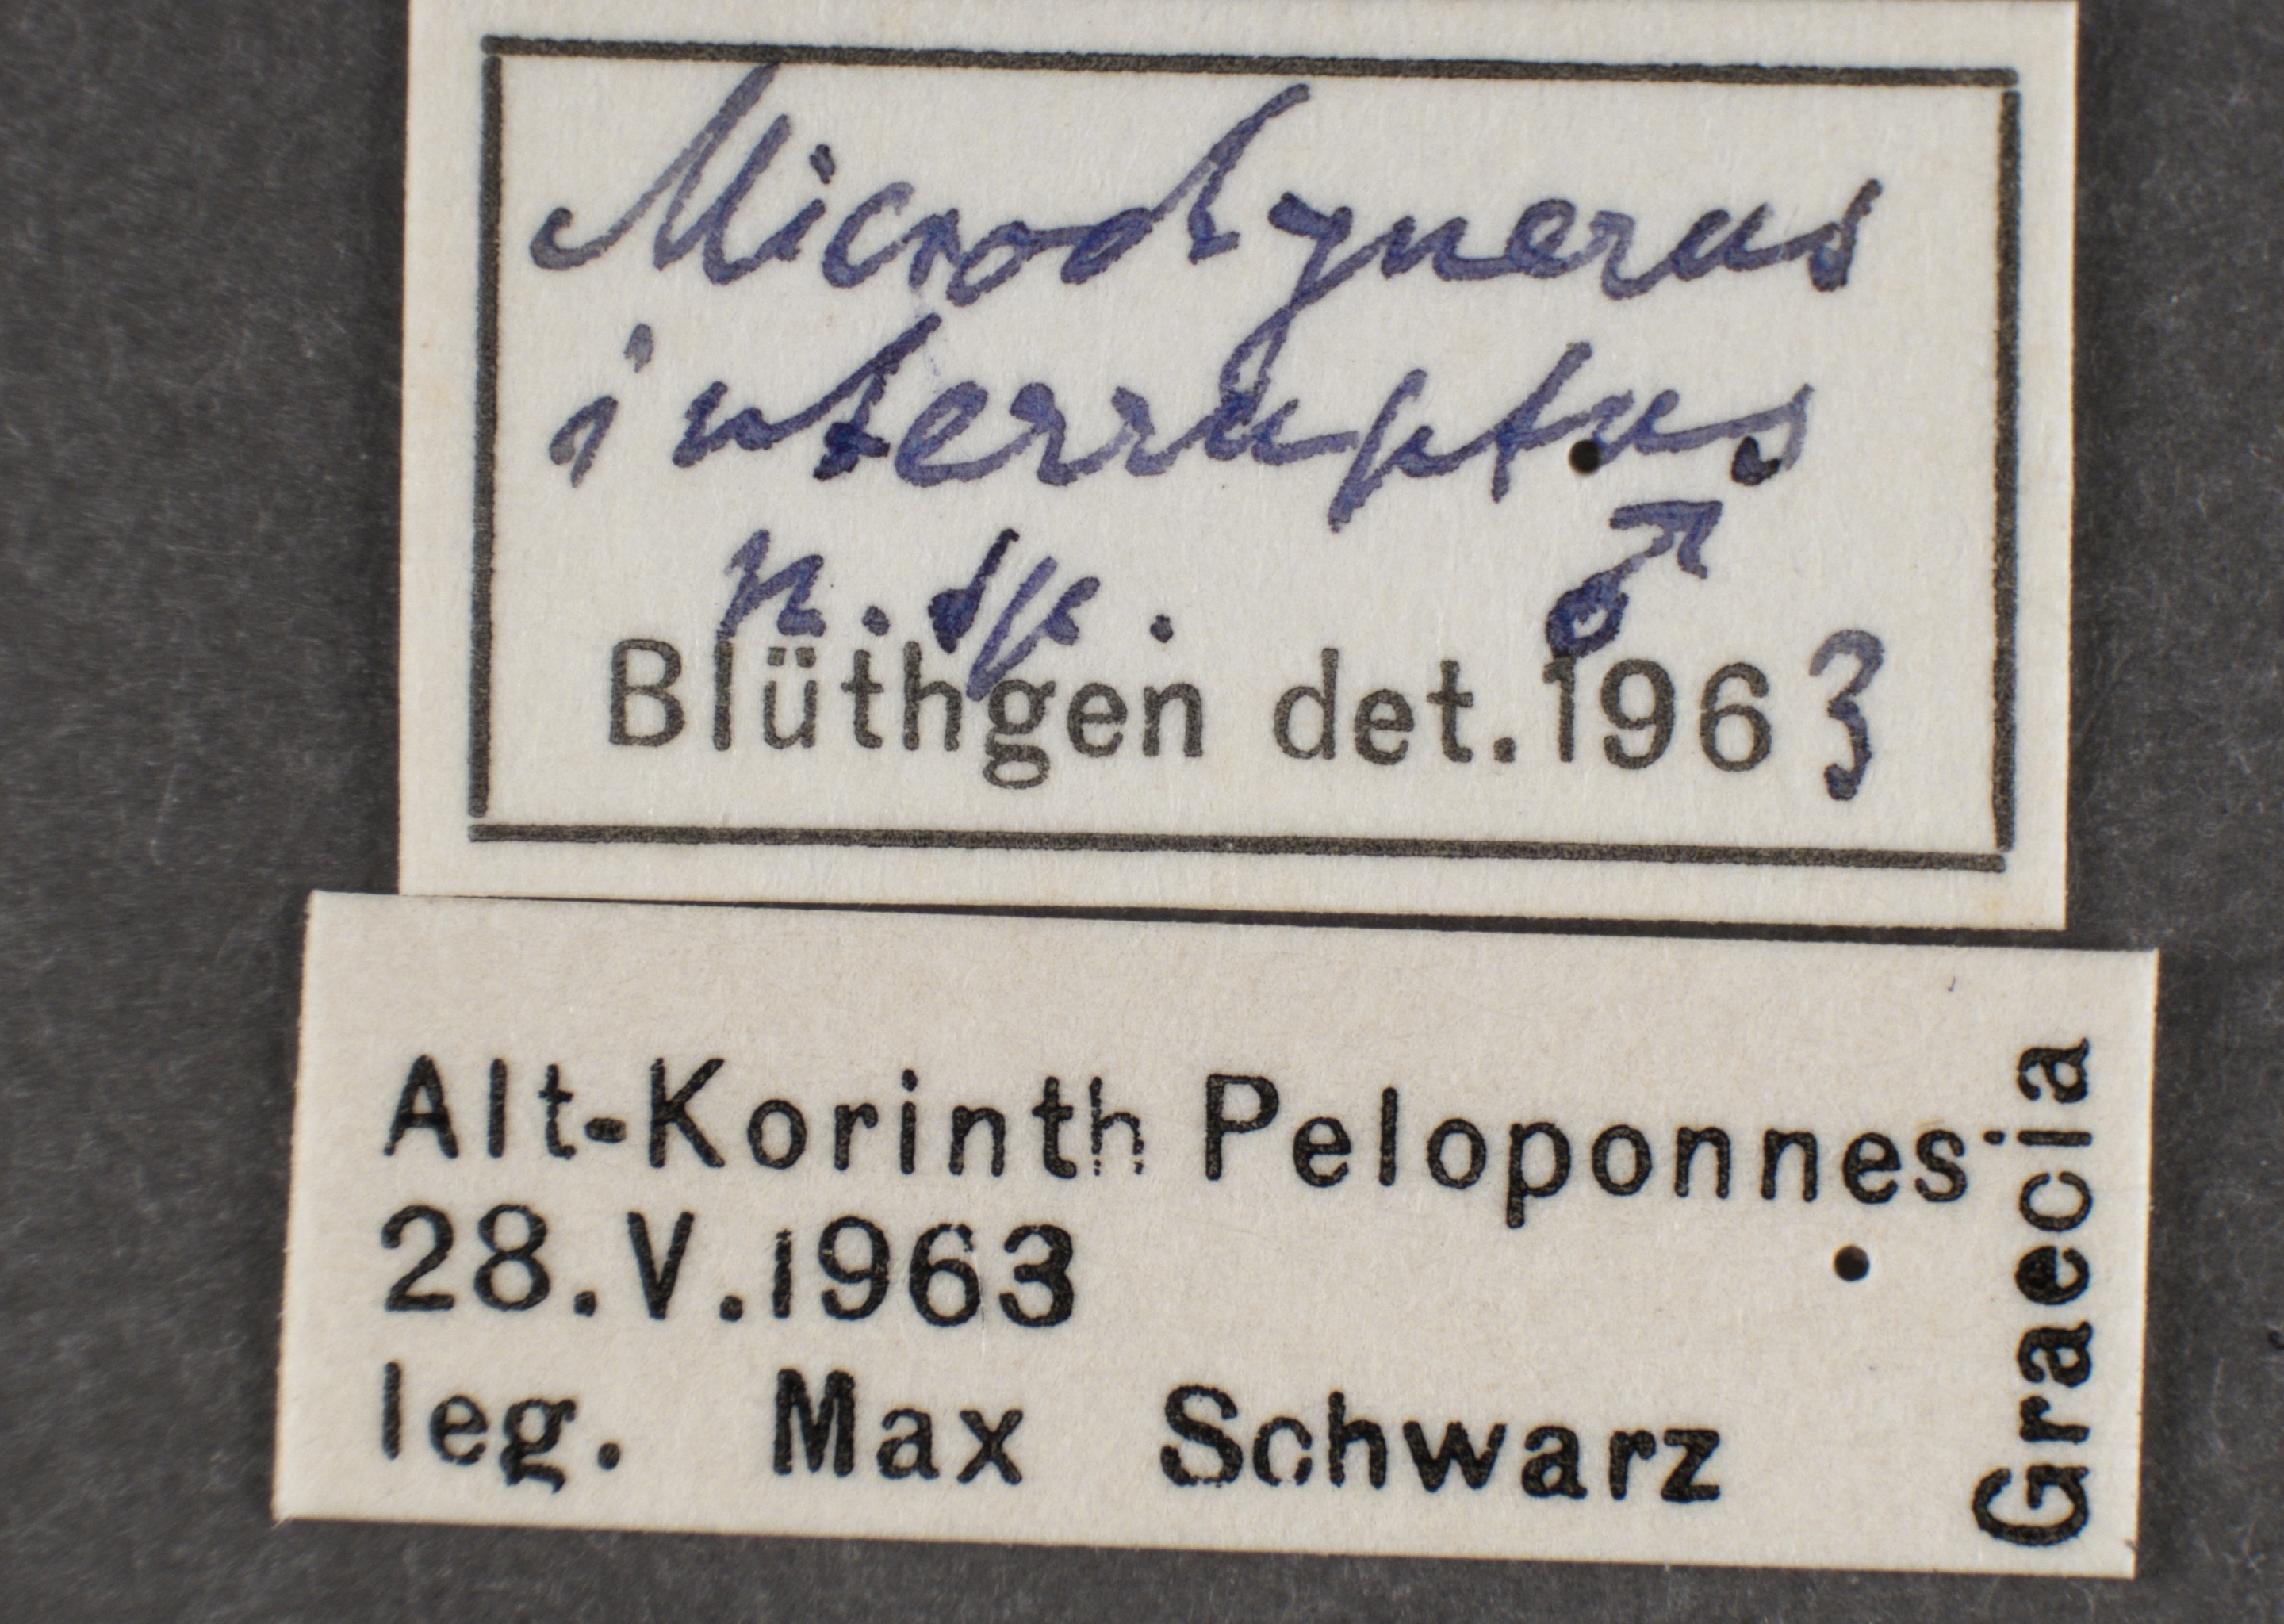 Microdynerus
interruptus
n. sp. ♂
Blüthgen det. 1963
Alt-Korinth Peloponnes
28.V.1963
leg. Max Schwarz
Graecia